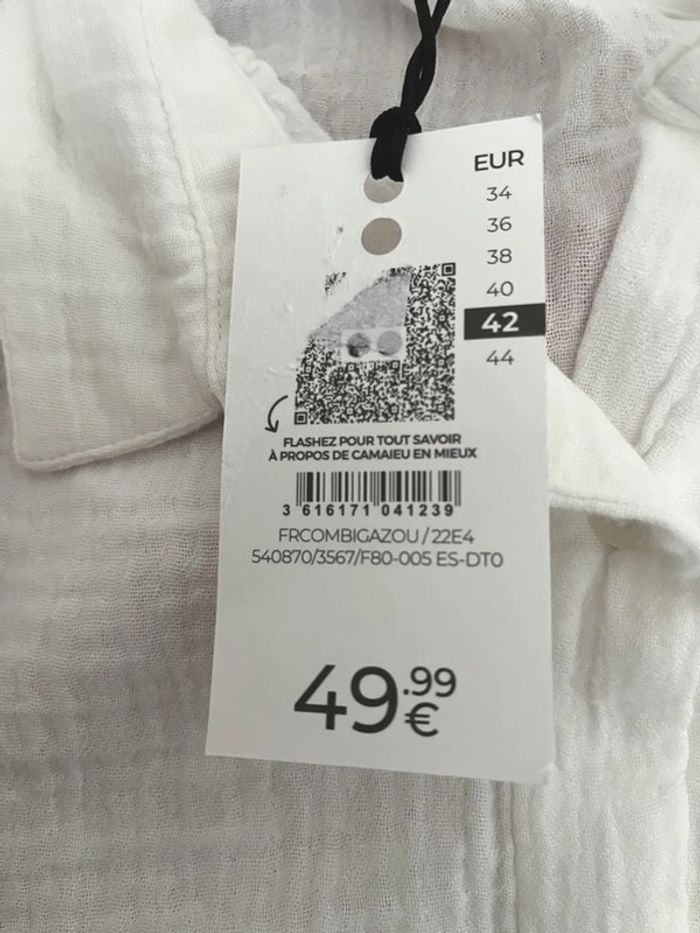 EUR
34
36
38
40
42
44
FLASHEZ POUR TOUT SAVOIR
À PROPOS DE CAMAIEU EN MIEUX
3 616171 041239
FRCOMBIGAZOU/22E4
540870/3567/F80-005 ES-DT0
49.99
€